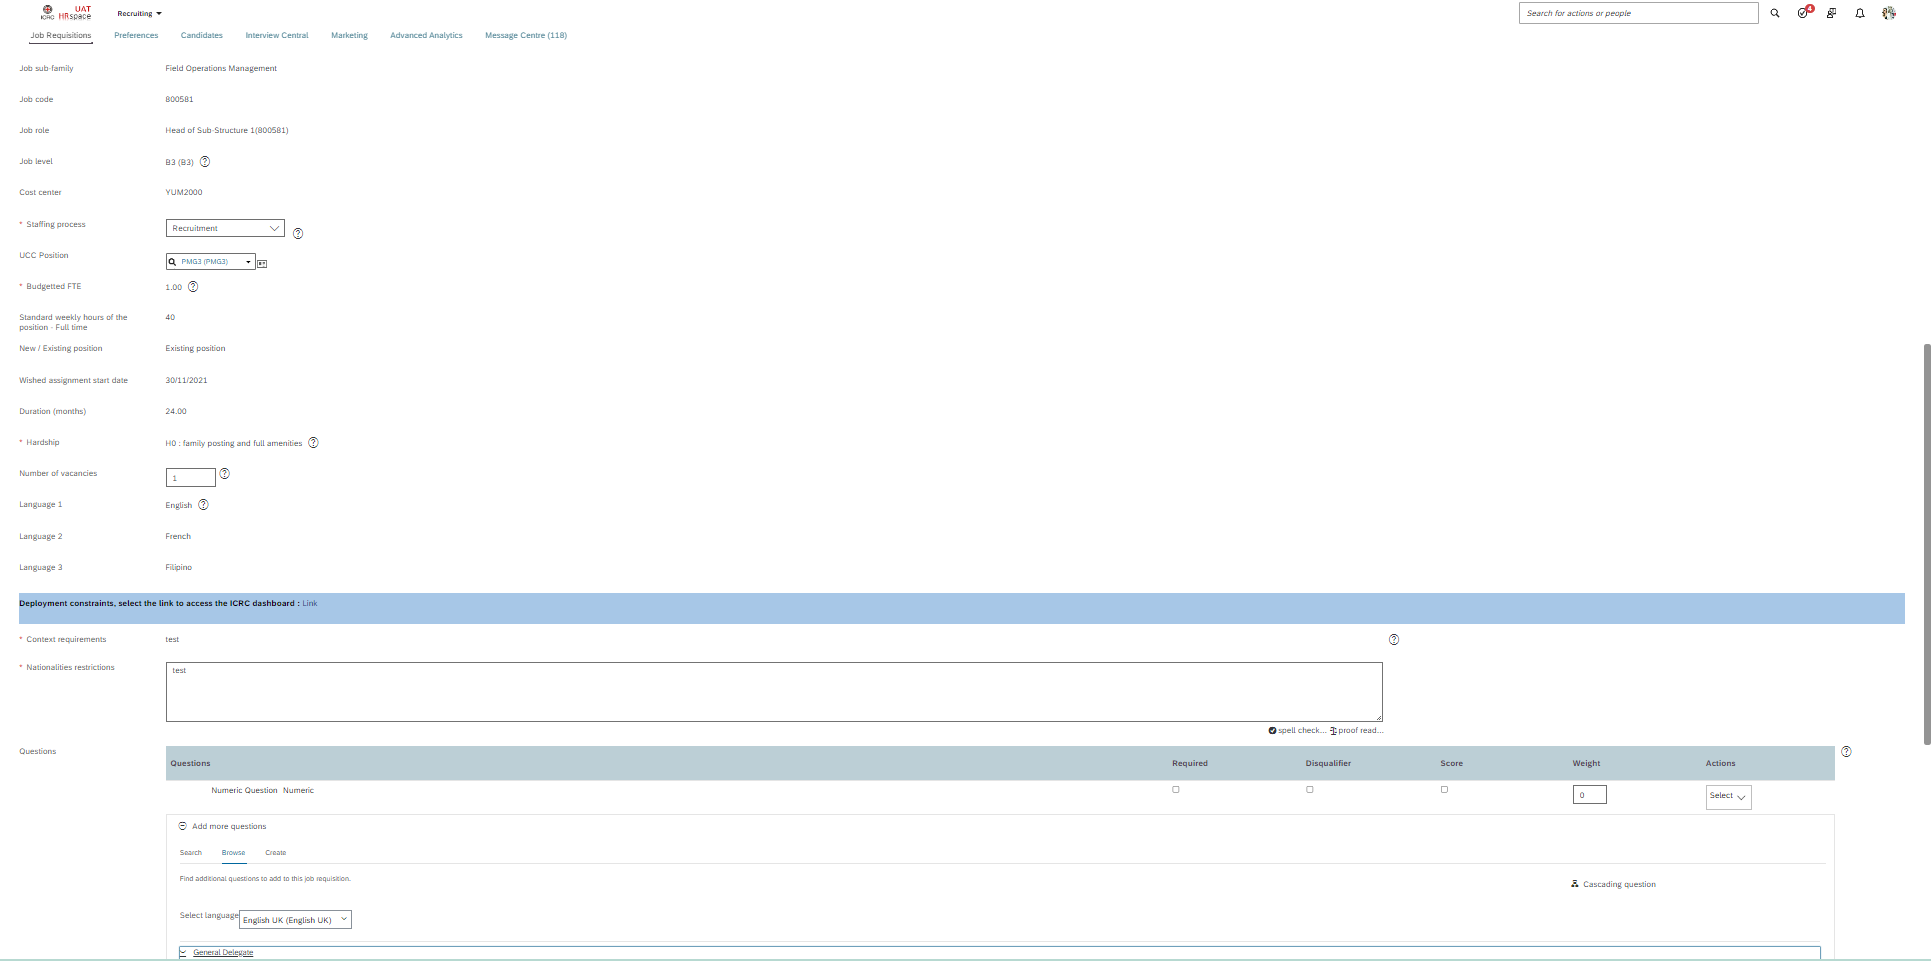 ICRC UAT HRspace Recruiting Search for actions or people 4
Job Requisitions Preferences Candidates Interview Central Marketing Advanced Analytics Message Centre (118)
Job sub-family Field Operations Management
Job code 800581
Job role Head of Sub-Structure 1(800581)
Job level B3 (B3)
Cost center YUM2000
* Staffing process Recruitment
UCC Position PMG3 (PMG3)
* Budgetted FTE 1.00
Standard weekly hours of the position - Full time 40
New / Existing position Existing position
Wished assignment start date 30/11/2021
Duration (months) 24.00
* Hardship H0 : family posting and full amenities
Number of vacancies 1
Language 1 English
Language 2 French
Language 3 Filipino
Deployment constraints, select the link to access the ICRC dashboard : Link
* Context requirements test
* Nationalities restrictions test
spell check... proof read...
Questions
Questions Required Disqualifier Score Weight Actions
Numeric Question Numeric 0 Select
Add more questions
Search Browse Create
Find additional questions to add to this job requisition.
Cascading question
Select language English UK (English UK)
General Delegate